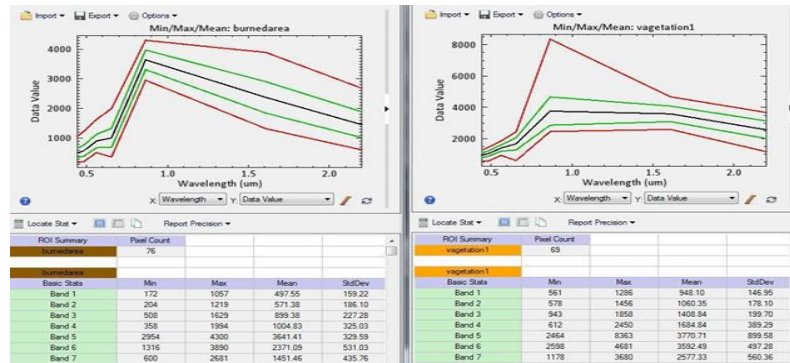 Import Export Options
Min/Max/Mean: burnedarea
4000
3000
2000
1000
Data Value
0.5 1.0 1.5 2.0
Wavelength (um)
X: Wavelength Y: Data Value
Locate Stat Report Precision
ROI Summary Pixel Count
burnedarea 76
burnedarea
Basic Stats Min Max Mean StdDev
Band 1 172 1057 497.55 159.22
Band 2 204 1219 571.38 186.10
Band 3 508 1629 899.38 227.28
Band 4 358 1994 1004.83 325.03
Band 5 2954 4300 3641.41 329.59
Band 6 1316 3890 2371.09 531.03
Band 7 600 2681 1451.46 435.76
Import Export Options
Min/Max/Mean: vagetation1
8000
6000
4000
2000
Data Value
0.5 1.0 1.5 2.0
Wavelength (um)
X: Wavelength Y: Data Value
Locate Stat Report Precision
ROI Summary Pixel Count
vagetation1 69
vagetation1
Basic Stats Min Max Mean StdDev
Band 1 561 1286 948.10 146.95
Band 2 578 1456 1060.35 178.10
Band 3 943 1858 1408.84 199.70
Band 4 612 2450 1684.84 389.29
Band 5 2464 8363 3770.71 899.58
Band 6 2598 4681 3592.49 497.28
Band 7 1178 3680 2577.33 560.36